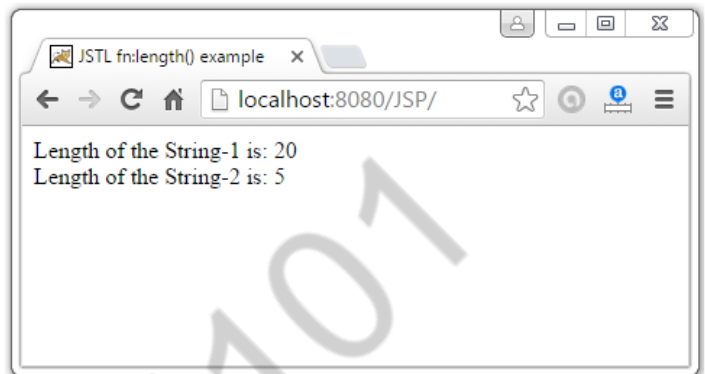 JSTL fn:length() example
localhost:8080/JSP/
Length of the String-1 is: 20
Length of the String-2 is: 5
101